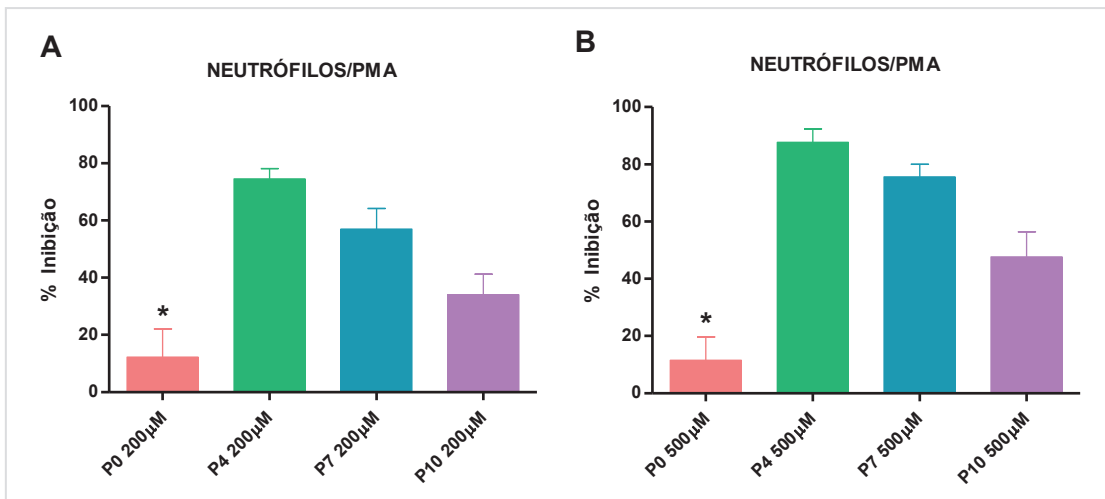 A
NEUTRÓFILOS/PMA
% Inibição
100
80
60
40
20
0
*
P0 200µM
P4 200µM
P7 200µM
P10 200µM
B
NEUTRÓFILOS/PMA
% Inibição
100
80
60
40
20
0
*
P0 500µM
P4 500µM
P7 500µM
P10 500µM